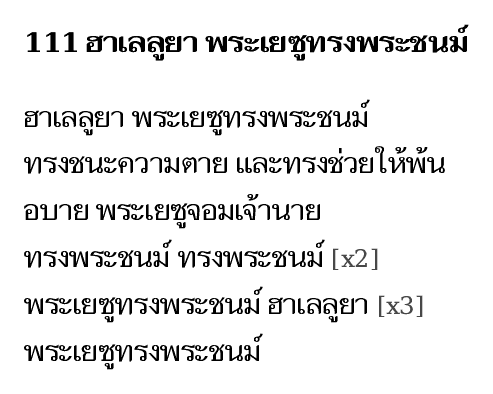 111 ฮาเลลูยา พระเยซูทรงพระชนม์
ฮาเลลูยา พระเยซูทรงพระชนม์
ทรงชนะความตาย และทรงช่วยให้พ้น
อบาย พระเยซูจอมเจ้านาย
ทรงพระชนม์ ทรงพระชนม์ [x2]
พระเยซูทรงพระชนม์ ฮาเลลูยา [x3]
พระเยซูทรงพระชนม์